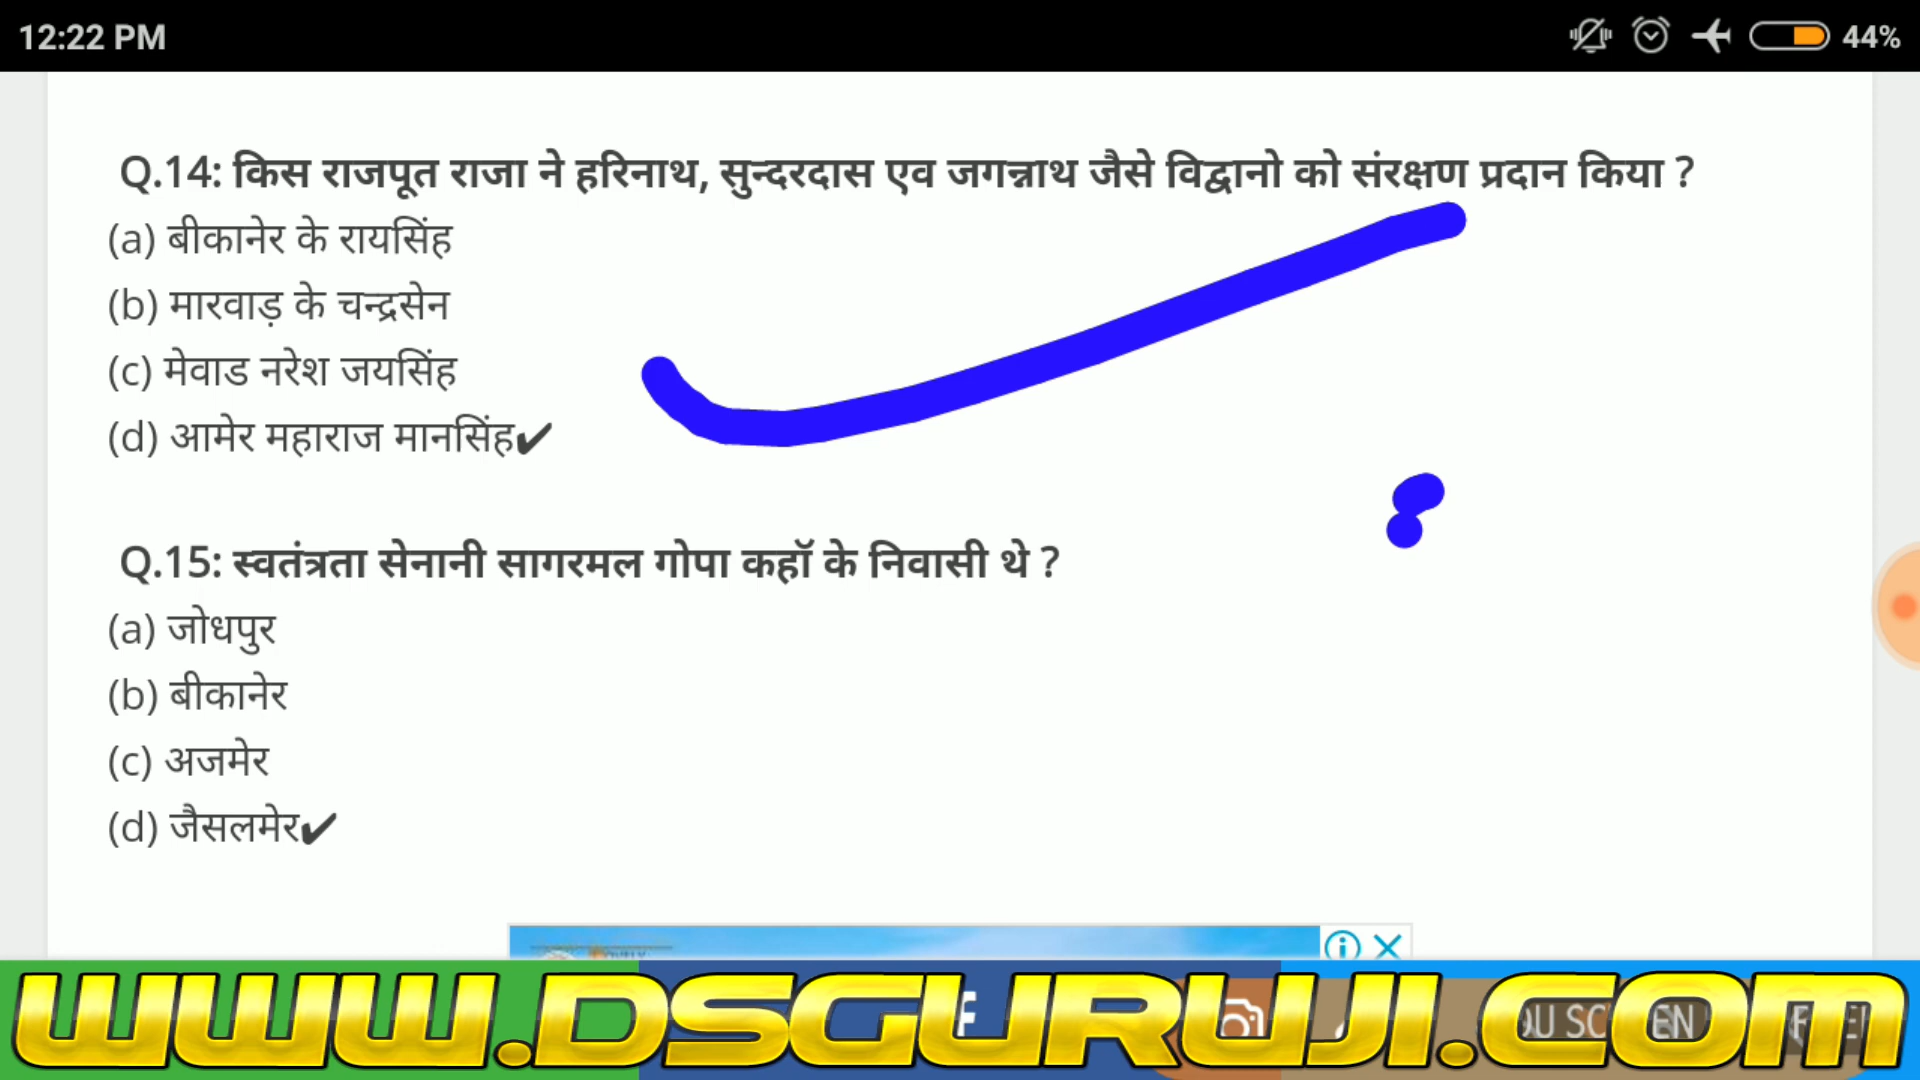 12:22 PM
44%
Q.14: किस राजपूत राजा ने हरिनाथ, सुन्दरदास एव जगन्नाथ जैसे विद्वानो को संरक्षण प्रदान किया ?
(a) बीकानेर के रायसिंह
(b) मारवाड़ के चन्द्रसेन
(c) मेवाड नरेश जयसिंह
(d) आमेर महाराज मानसिंह✔
Q.15: स्वतंत्रता सेनानी सागरमल गोपा कहॉ के निवासी थे ?
(a) जोधपुर
(b) बीकानेर
(c) अजमेर
(d) जैसलमेर✔
WWW.DSGURUJI.COM